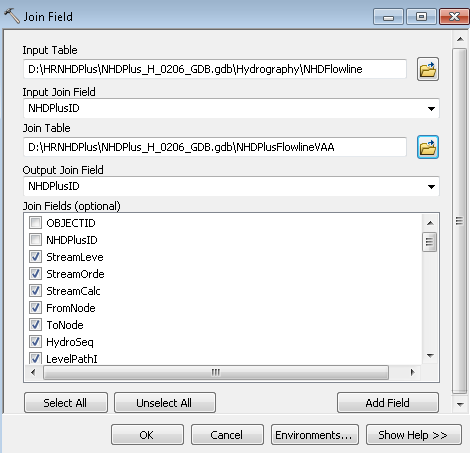 Join Field
Input Table
D:\HRNHDPlus\NHDPlus_H_0206_GDB.gdb\Hydrography\NHDFlowline
Input Join Field
NHDPlusID
Join Table
D:\HRNHDPlus\NHDPlus_H_0206_GDB.gdb\NHDPlusFlowlineVAA
Output Join Field
NHDPlusID
Join Fields (optional)
OBJECTID
NHDPlusID
StreamLeve
StreamOrde
StreamCalc
FromNode
ToNode
HydroSeq
LevelPathI
Select All Unselect All Add Field
OK Cancel Environments... Show Help >>